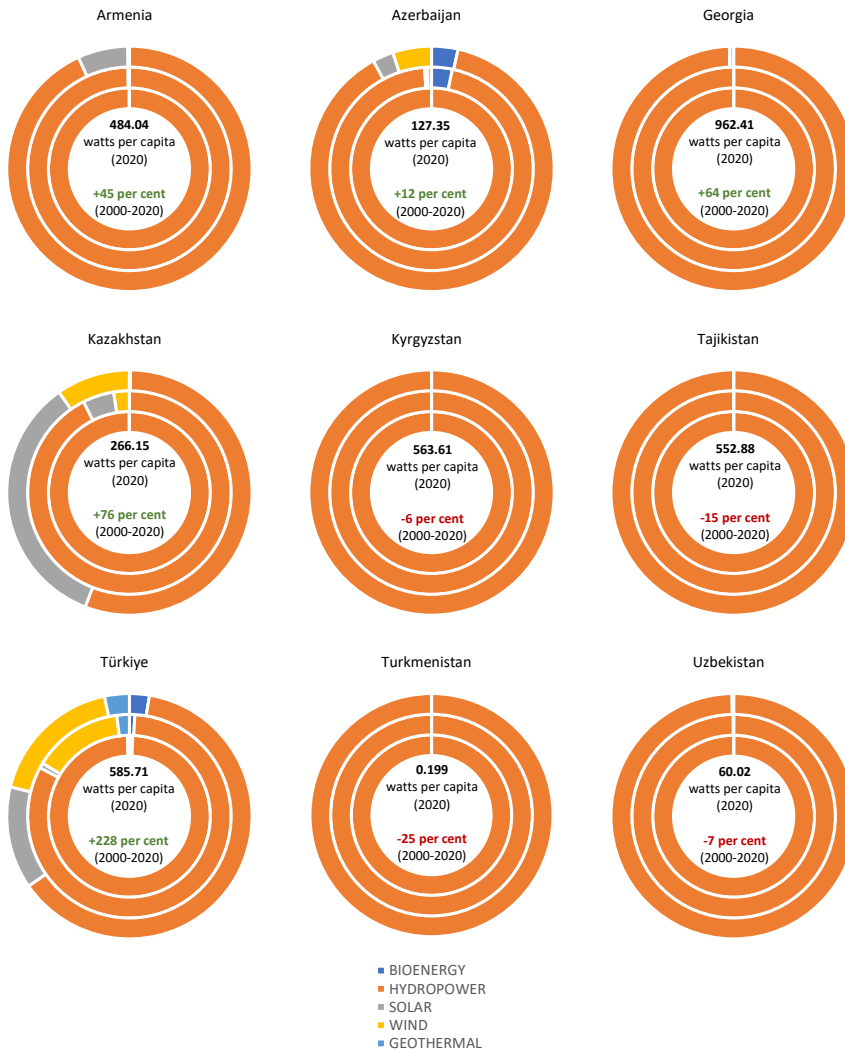 Armenia
484.04
watts per capita
(2020)
+45 per cent
(2000-2020)
Azerbaijan
127.35
watts per capita
(2020)
+12 per cent
(2000-2020)
Georgia
962.41
watts per capita
(2020)
+64 per cent
(2000-2020)
Kazakhstan
266.15
watts per capita
(2020)
+76 per cent
(2000-2020)
Kyrgyzstan
563.61
watts per capita
(2020)
-6 per cent
(2000-2020)
Tajikistan
552.88
watts per capita
(2020)
-15 per cent
(2000-2020)
Türkiye
585.71
watts per capita
(2020)
+228 per cent
(2000-2020)
Turkmenistan
0.199
watts per capita
(2020)
-25 per cent
(2000-2020)
Uzbekistan
60.02
watts per capita
(2020)
-7 per cent
(2000-2020)
BIOENERGY
HYDROPOWER
SOLAR
WIND
GEOTHERMAL